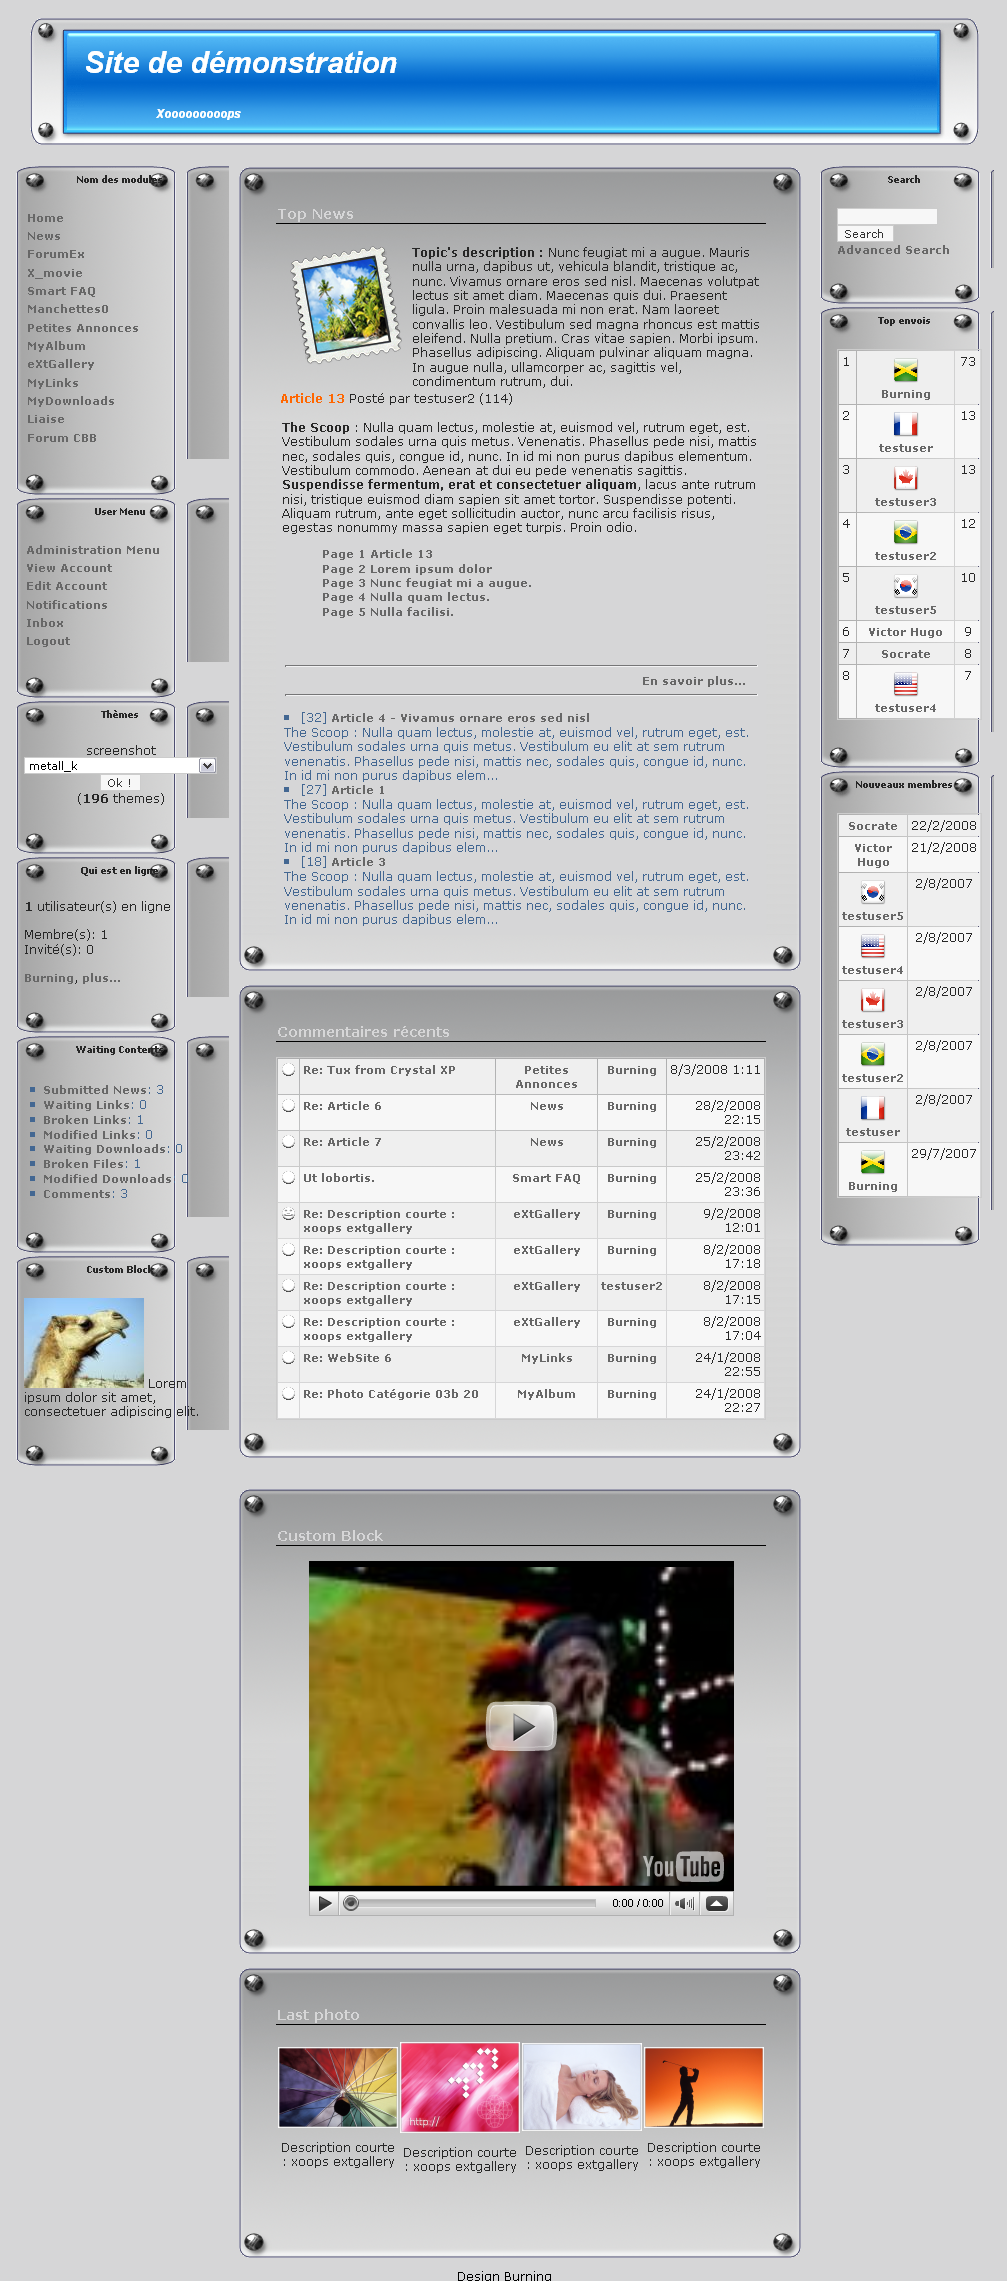 Site de démonstration
Xooooooooops
Nom des modules
Home
News
ForumEx
X_movie
Smart FAQ
Manchettes0
Petites Annonces
MyAlbum
eXtGallery
MyLinks
MyDownloads
Liaise
Forum CBB
User Menu
Administration Menu
View Account
Edit Account
Notifications
Inbox
Logout
Thèmes
screenshot
metall_k
Ok !
(196 themes)
Qui est en ligne
1 utilisateur(s) en ligne
Membre(s): 1
Invité(s): 0
Burning, plus...
Waiting Contents
Submitted News: 3
Waiting Links: 0
Broken Links: 1
Modified Links: 0
Waiting Downloads: 0
Broken Files: 1
Modified Downloads: 0
Comments: 3
Custom Block
Lorem
ipsum dolor sit amet,
consectetuer adipiscing elit.
Top News
Topic's description : Nunc feugiat mi a augue. Mauris
nulla urna, dapibus ut, vehicula blandit, tristique ac,
nunc. Vivamus ornare eros sed nisl. Maecenas volutpat
lectus sit amet diam. Maecenas quis dui. Praesent
ligula. Proin malesuada mi non erat. Nam laoreet
convallis leo. Vestibulum sed magna rhoncus est mattis
eleifend. Nulla pretium. Cras vitae sapien. Morbi ipsum.
Phasellus adipiscing. Aliquam pulvinar aliquam magna.
In augue nulla, ullamcorper ac, sagittis vel,
condimentum rutrum, dui.
Article 13 Posté par testuser2 (114)
The Scoop : Nulla quam lectus, molestie at, euismod vel, rutrum eget, est.
Vestibulum sodales urna quis metus. Venenatis. Phasellus pede nisi, mattis
nec, sodales quis, congue id, nunc. In id mi non purus dapibus elementum.
Vestibulum commodo. Aenean at dui eu pede venenatis sagittis.
Suspendisse fermentum, erat et consectetuer aliquam, lacus ante rutrum
nisi, tristique euismod diam sapien sit amet tortor. Suspendisse potenti.
Aliquam rutrum, ante eget sollicitudin auctor, nunc arcu facilisis risus,
egestas nonummy massa sapien eget turpis. Proin odio.
Page 1 Article 13
Page 2 Lorem ipsum dolor
Page 3 Nunc feugiat mi a augue.
Page 4 Nulla quam lectus.
Page 5 Nulla facilisi.
En savoir plus...
[32] Article 4 - Vivamus ornare eros sed nisl
The Scoop : Nulla quam lectus, molestie at, euismod vel, rutrum eget, est.
Vestibulum sodales urna quis metus. Vestibulum eu elit at sem rutrum
venenatis. Phasellus pede nisi, mattis nec, sodales quis, congue id, nunc.
In id mi non purus dapibus elem...
[27] Article 1
The Scoop : Nulla quam lectus, molestie at, euismod vel, rutrum eget, est.
Vestibulum sodales urna quis metus. Vestibulum eu elit at sem rutrum
venenatis. Phasellus pede nisi, mattis nec, sodales quis, congue id, nunc.
In id mi non purus dapibus elem...
[18] Article 3
The Scoop : Nulla quam lectus, molestie at, euismod vel, rutrum eget, est.
Vestibulum sodales urna quis metus. Vestibulum eu elit at sem rutrum
venenatis. Phasellus pede nisi, mattis nec, sodales quis, congue id, nunc.
In id mi non purus dapibus elem...
Commentaires récents
Re: Tux from Crystal XP Petites Annonces Burning 8/3/2008 1:11
Re: Article 6 News Burning 28/2/2008 22:15
Re: Article 7 News Burning 25/2/2008 23:42
Ut lobortis. Smart FAQ Burning 25/2/2008 23:36
Re: Description courte : xoops extgallery eXtGallery Burning 9/2/2008 12:01
Re: Description courte : xoops extgallery eXtGallery Burning 8/2/2008 17:18
Re: Description courte : xoops extgallery eXtGallery testuser2 8/2/2008 17:15
Re: Description courte : xoops extgallery eXtGallery Burning 8/2/2008 17:04
Re: WebSite 6 MyLinks Burning 24/1/2008 22:55
Re: Photo Catégorie 03b 20 MyAlbum Burning 24/1/2008 22:27
Custom Block
YouTube
0:00 / 0:00
Last photo
http://
Description courte : xoops extgallery
Description courte : xoops extgallery
Description courte : xoops extgallery
Description courte : xoops extgallery
Search
Search
Advanced Search
Top envois
1 Burning 73
2 testuser 13
3 testuser3 13
4 testuser2 12
5 testuser5 10
6 Victor Hugo 9
7 Socrate 8
8 testuser4 7
Nouveaux membres
Socrate 22/2/2008
Victor Hugo 21/2/2008
testuser5 2/8/2007
testuser4 2/8/2007
testuser3 2/8/2007
testuser2 2/8/2007
testuser 2/8/2007
Burning 29/7/2007
Design Burning